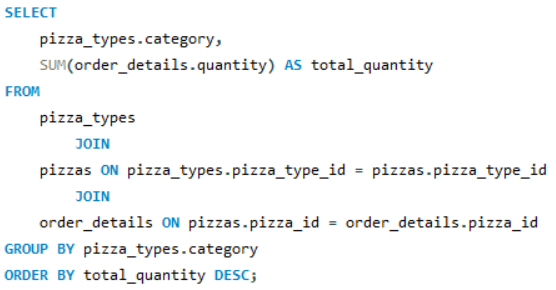 SELECT
pizza_types.category,
SUM(order_details.quantity) AS total_quantity
FROM
pizza_types
JOIN
pizzas ON pizza_types.pizza_type_id = pizzas.pizza_type_id
JOIN
order_details ON pizzas.pizza_id = order_details.pizza_id
GROUP BY pizza_types.category
ORDER BY total_quantity DESC;